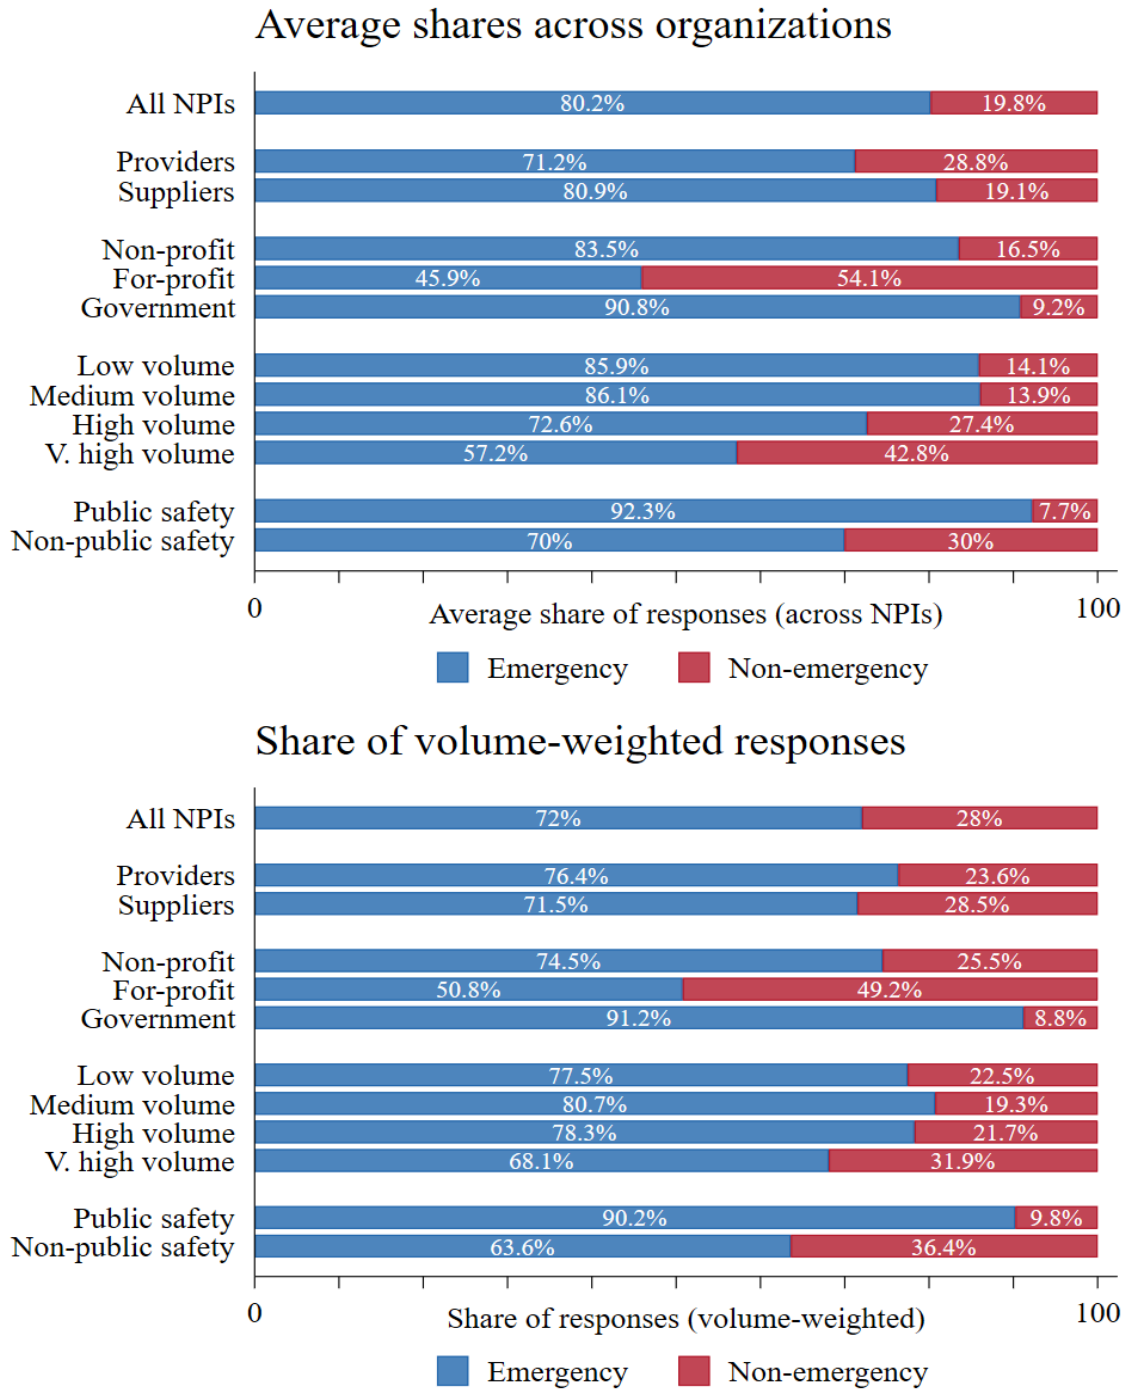 Average shares across organizations
All NPIs 80.2% 19.8%
Providers 71.2% 28.8%
Suppliers 80.9% 19.1%
Non-profit 83.5% 16.5%
For-profit 45.9% 54.1%
Government 90.8% 9.2%
Low volume 85.9% 14.1%
Medium volume 86.1% 13.9%
High volume 72.6% 27.4%
V. high volume 57.2% 42.8%
Public safety 92.3% 7.7%
Non-public safety 70% 30%
0 100
Average share of responses (across NPIs)
Emergency Non-emergency
Share of volume-weighted responses
All NPIs 72% 28%
Providers 76.4% 23.6%
Suppliers 71.5% 28.5%
Non-profit 74.5% 25.5%
For-profit 50.8% 49.2%
Government 91.2% 8.8%
Low volume 77.5% 22.5%
Medium volume 80.7% 19.3%
High volume 78.3% 21.7%
V. high volume 68.1% 31.9%
Public safety 90.2% 9.8%
Non-public safety 63.6% 36.4%
0 100
Share of responses (volume-weighted)
Emergency Non-emergency